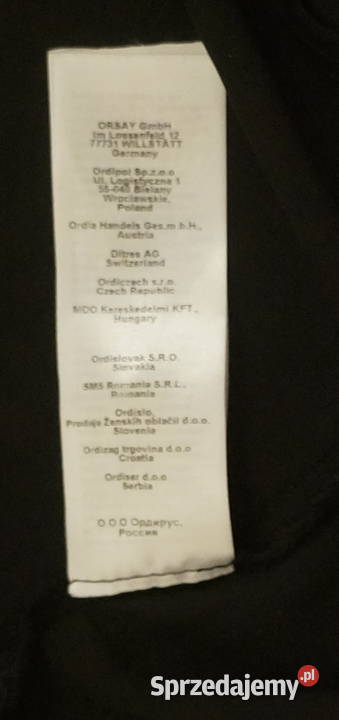 ORSAY GmbH
Im Lossenfeld 12
77731 WILLSTÄTT
Germany
Ordipol Sp.z.o.o
Ul. Logistyczna 1
55-040 Bielany
Wrocławskie,
Poland
Ordia Handels Ges.m.b.H.,
Austria
Ditres AG
Switzerland
Ordiczech s.r.o.
Czech Republic
MDO Kereskedelmi KFT.,
Hungary
Ordislovak S.R.O.
Slovakia
SMS Romania S.R.L.,
Romania
Ordislo,
Prodaja Ženskih oblačil d.o.o.
Slovenia
Ordizag trgovina d.o.o
Croatia
Ordiser d.o.o
Serbia
О.О.О Ордирус,
Россия
Sprzedajemy.pl